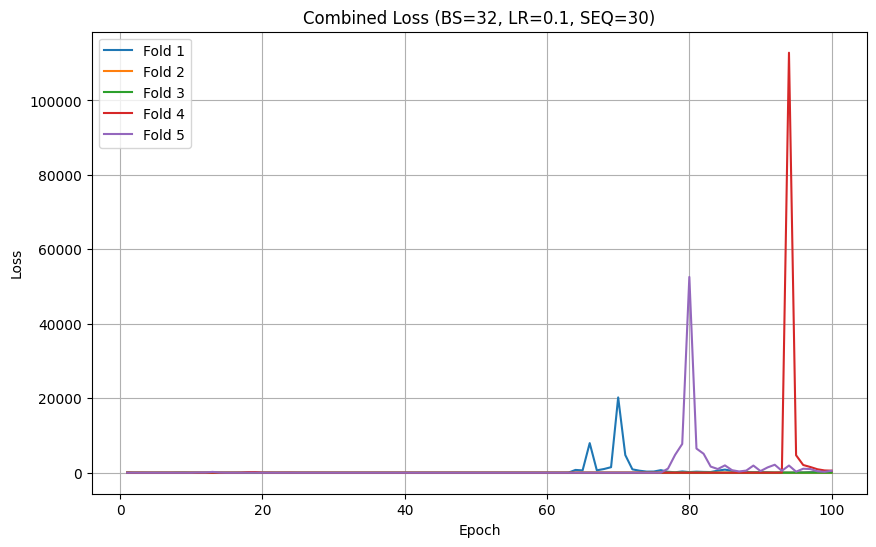 Combined Loss (BS=32, LR=0.1, SEQ=30)
Fold 1
Fold 2
Fold 3
Fold 4
Fold 5
100000
80000
60000
40000
20000
0
Loss
0 20 40 60 80 100
Epoch